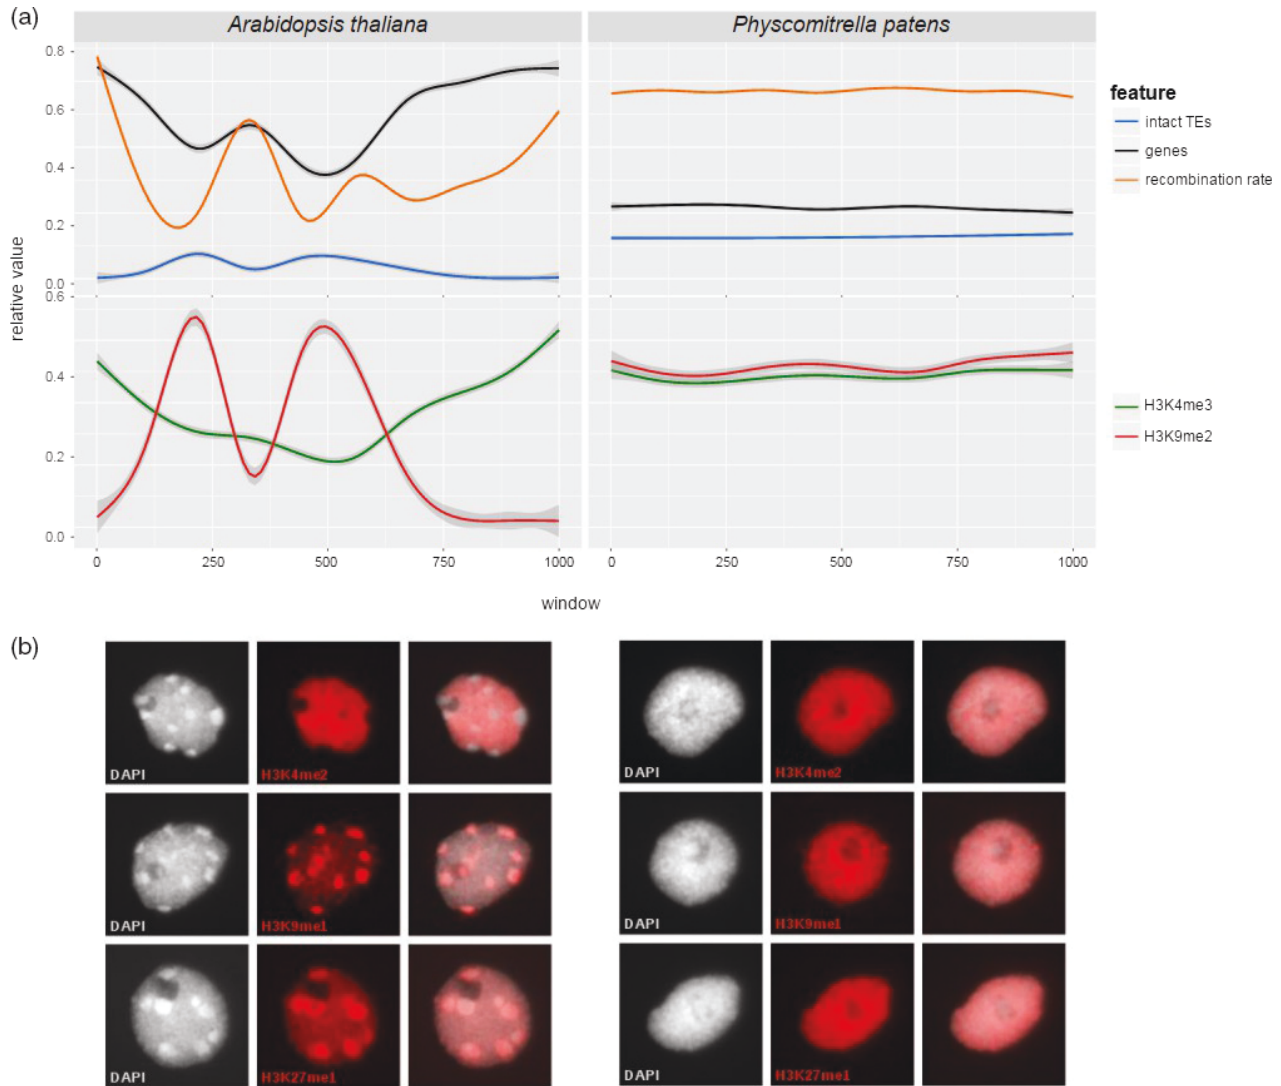 (a)
Arabidopsis thaliana
Physcomitrella patens
0.8
0.6
0.4
0.2
0.0
feature
intact TEs
genes
recombination rate
relative value
0.6
0.4
0.2
0.0
H3K4me3
H3K9me2
0 250 500 750 1000
0 250 500 750 1000
window
(b)
DAPI H3K4me2 DAPI H3K4me2
DAPI H3K9me1 DAPI H3K9me1
DAPI H3K27me1 DAPI H3K27me1